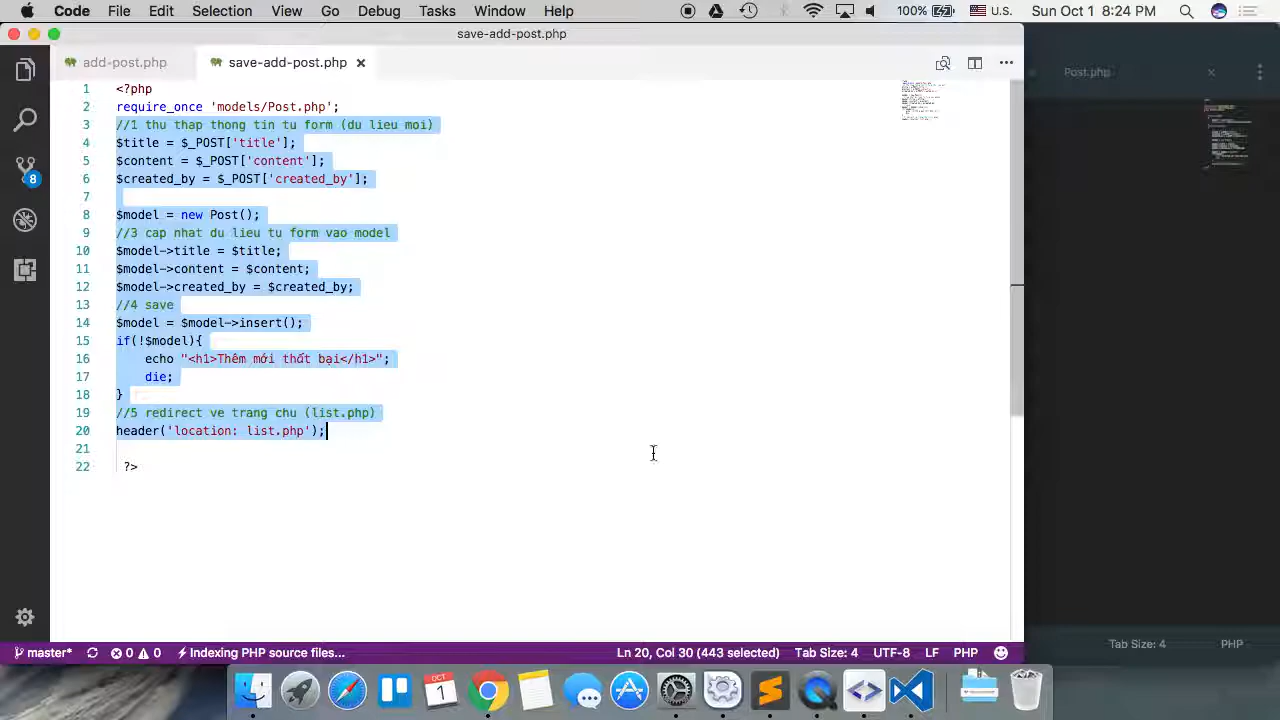 Code File Edit Selection View Go Debug Tasks Window Help 100% U.S. Sun Oct 1 8:24 PM
save-add-post.php
add-post.php save-add-post.php Post.php
1 <?php
2 require_once 'models/Post.php';
3 //1 thu thap thong tin tu form (du lieu moi)
4 $title = $_POST['title'];
5 $content = $_POST['content'];
6 $created_by = $_POST['created_by'];
7
8 $model = new Post();
9 //3 cap nhat du lieu tu form vao model
10 $model->title = $title;
11 $model->content = $content;
12 $model->created_by = $created_by;
13 //4 save
14 $model = $model->insert();
15 if(!$model){
16 echo "<h1>Thêm mới thất bại</h1>";
17 die;
18 }
19 //5 redirect ve trang chu (list.php)
20 header('location: list.php');
21
22 ?>
8
master* 0 0 Indexing PHP source files... Ln 20, Col 30 (443 selected) Tab Size: 4 UTF-8 LF PHP
Tab Size: 4 PHP
OCT
1